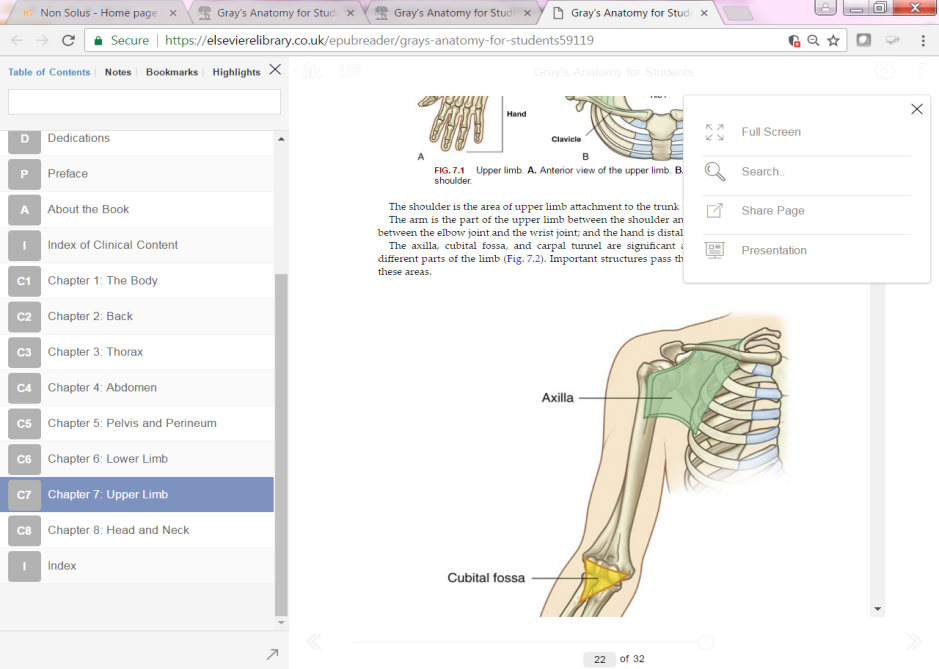 Non Solus - Home page
Gray's Anatomy for Stud
Gray's Anatomy for Stud
Gray's Anatomy for Stud
Secure
https://elsevierelibrary.co.uk/epubreader/grays-anatomy-for-students59119
Table of Contents | Notes | Bookmarks | Highlights
D Dedications
P Preface
A About the Book
I Index of Clinical Content
C1 Chapter 1: The Body
C2 Chapter 2: Back
C3 Chapter 3: Thorax
C4 Chapter 4: Abdomen
C5 Chapter 5: Pelvis and Perineum
C6 Chapter 6: Lower Limb
C7 Chapter 7: Upper Limb
C8 Chapter 8: Head and Neck
I Index
Gray's Anatomy for Students
Hand
Clavicle
A
B
FIG. 7.1 Upper limb. A. Anterior view of the upper limb. B.
shoulder.
The shoulder is the area of upper limb attachment to the trunk
The arm is the part of the upper limb between the shoulder an
between the elbow joint and the wrist joint; and the hand is distal
The axilla, cubital fossa, and carpal tunnel are significant
different parts of the limb (Fig. 7.2). Important structures pass th
these areas.
Full Screen
Search..
Share Page
Presentation
Axilla
Cubital fossa
22 of 32